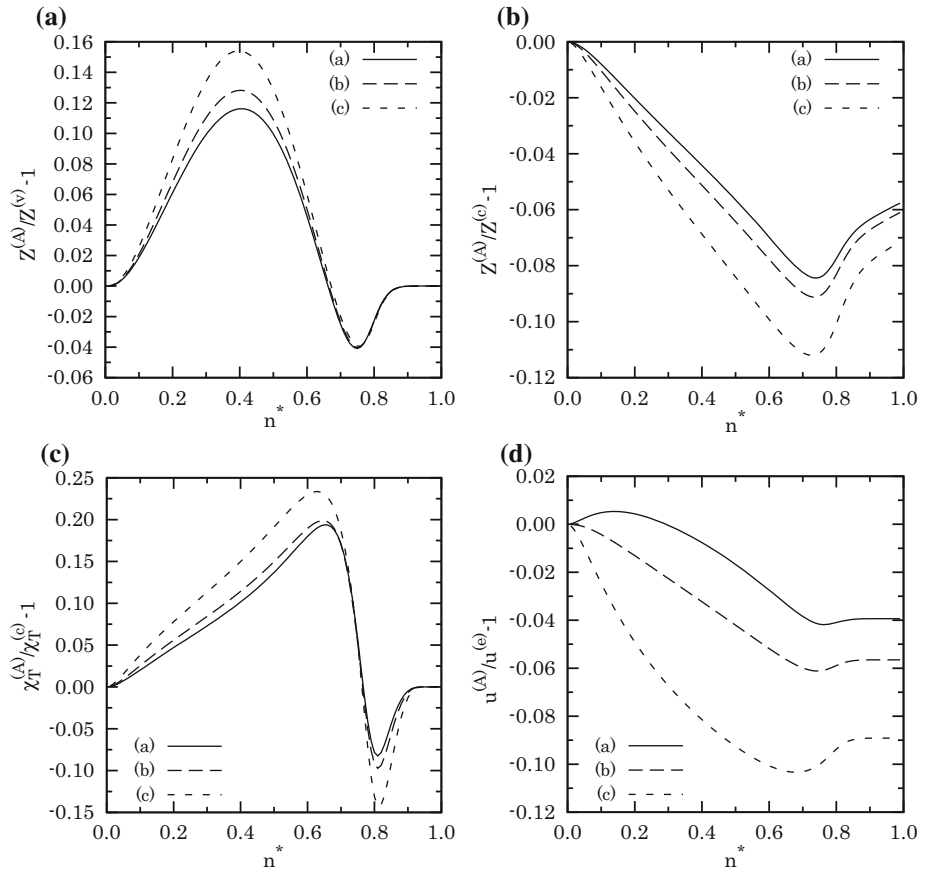 (a)
0.16
0.14
0.12
0.10
0.08
0.06
0.04
0.02
0.00
-0.02
-0.04
-0.06
Z^(A)/Z^(v)-1
(a)
(b)
(c)
0.0 0.2 0.4 0.6 0.8 1.0
n*
(b)
0.00
-0.02
-0.04
-0.06
-0.08
-0.10
-0.12
Z^(A)/Z^(c)-1
(a)
(b)
(c)
0.0 0.2 0.4 0.6 0.8 1.0
n*
(c)
0.25
0.20
0.15
0.10
0.05
0.00
-0.05
-0.10
-0.15
χ_T^(A)/χ_T^(c)-1
(a)
(b)
(c)
0.0 0.2 0.4 0.6 0.8 1.0
n*
(d)
0.02
0.00
-0.02
-0.04
-0.06
-0.08
-0.10
-0.12
u^(A)/u^(e)-1
(a)
(b)
(c)
0.0 0.2 0.4 0.6 0.8 1.0
n*